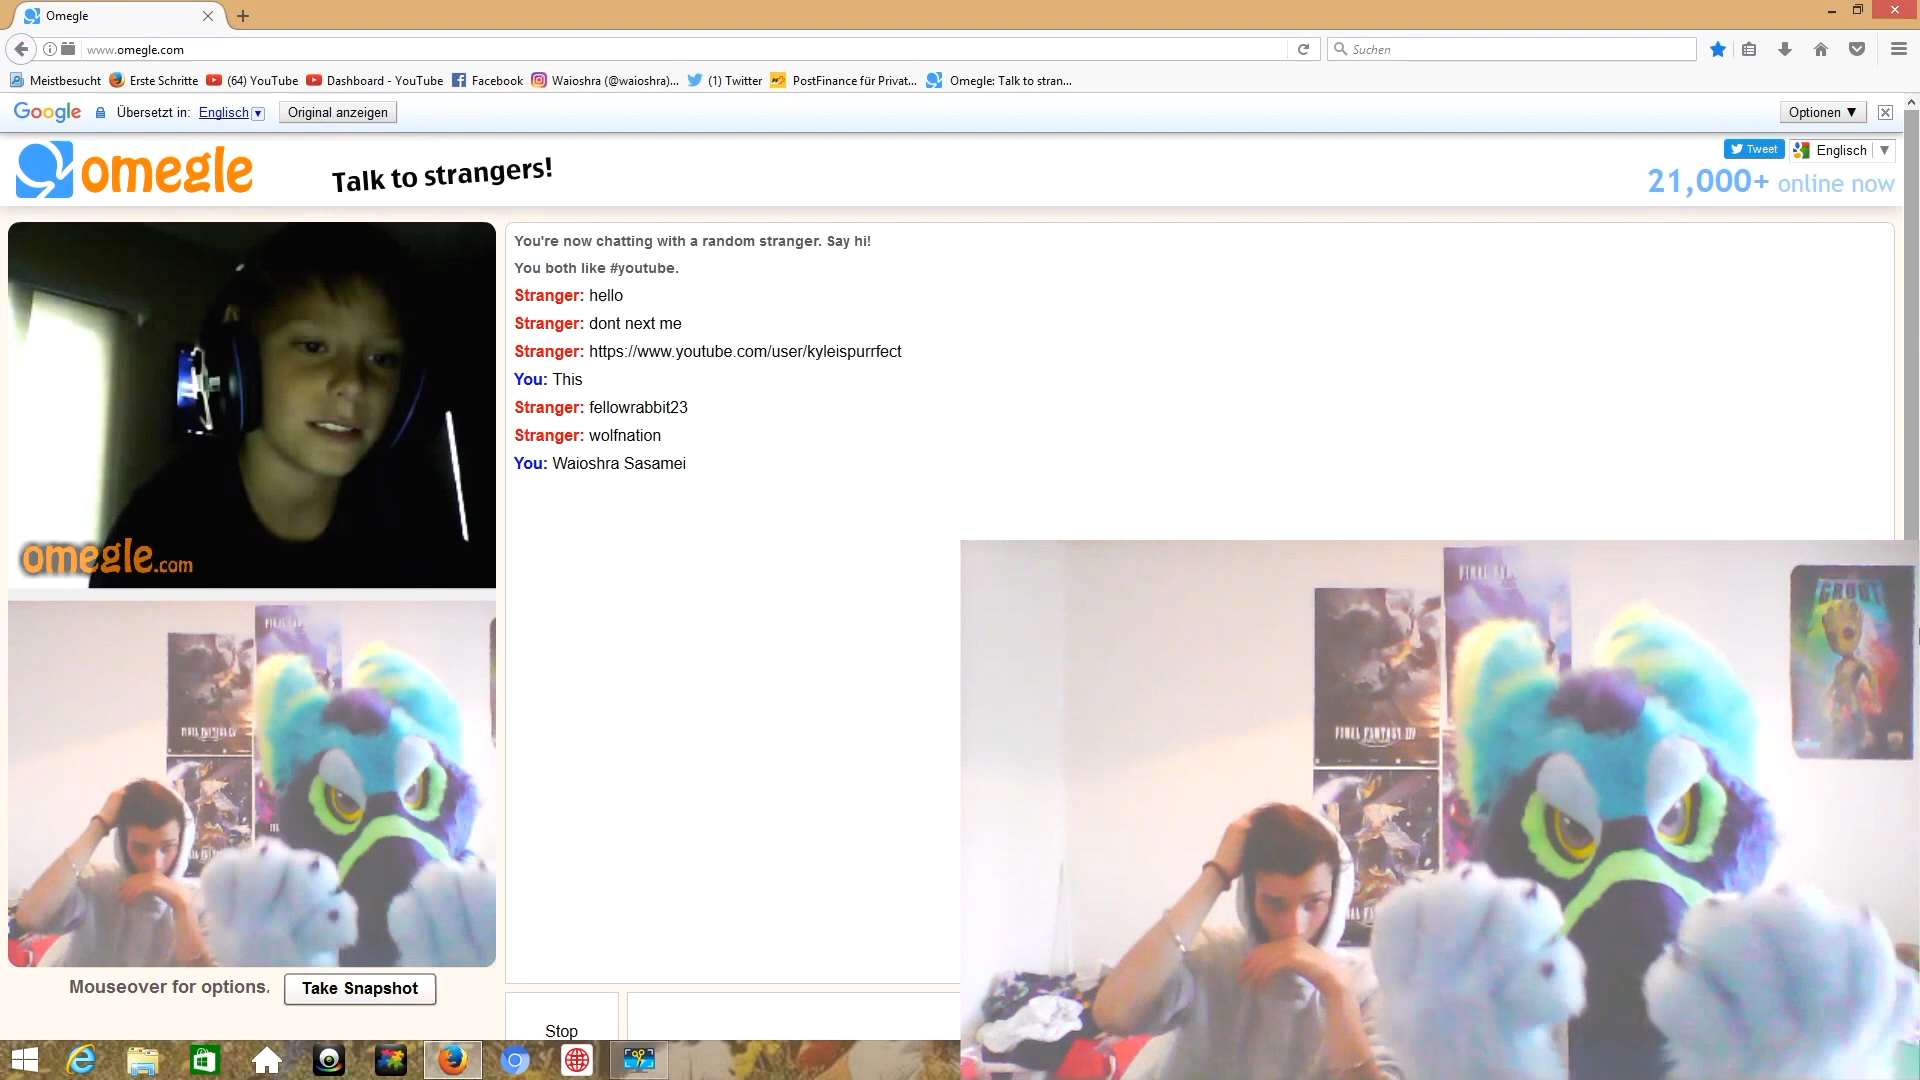 Omegle
www.omegle.com
Suchen
Meistbesucht
Erste Schritte
(64) YouTube
Dashboard - YouTube
Facebook
Waioshra (@waioshra)...
(1) Twitter
PostFinance für Privat...
Omegle: Talk to stran...
Google
Übersetzt in: Englisch
Original anzeigen
Optionen ▼
omegle
Talk to strangers!
Tweet
Englisch ▼
21,000+ online now
You're now chatting with a random stranger. Say hi!
You both like #youtube.
Stranger: hello
Stranger: dont next me
Stranger: https://www.youtube.com/user/kyleispurrfect
You: This
Stranger: fellowrabbit23
Stranger: wolfnation
You: Waioshra Sasamei
omegle.com
Mouseover for options.
Take Snapshot
Stop
FINAL FANTASY XIV
GROOT